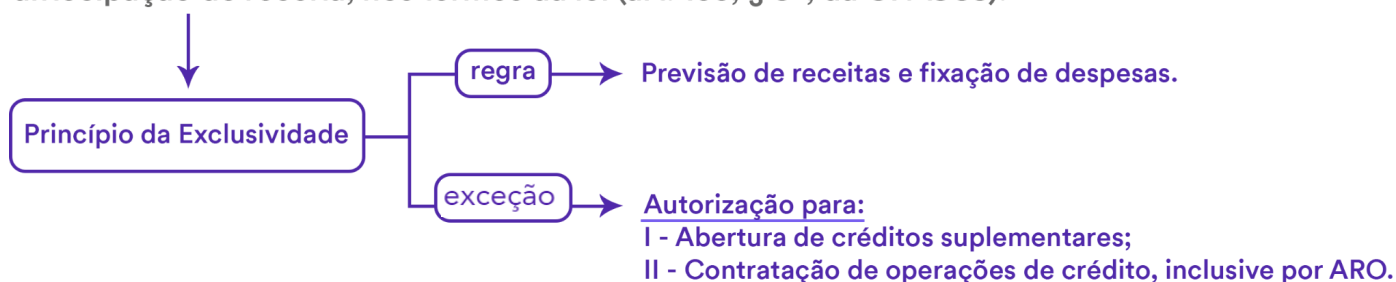 Princípio da Exclusividade
regra
Previsão de receitas e fixação de despesas.
exceção
Autorização para:
I - Abertura de créditos suplementares;
II - Contratação de operações de crédito, inclusive por ARO.